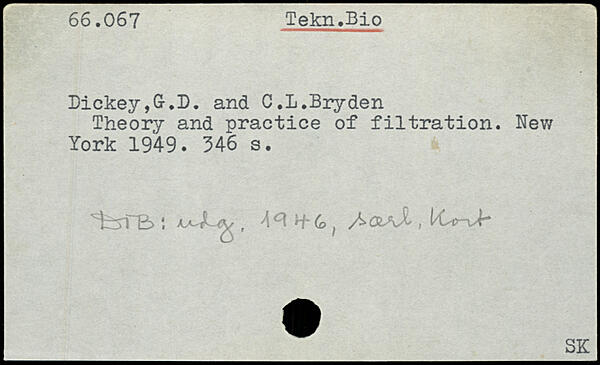 66.067 Tekn.Bio
Dickey,G.D. and C.L.Bryden
Theory and practice of filtration. New
York 1949. 346 s.
DTB: udg. 1946, særl, Kort
SK